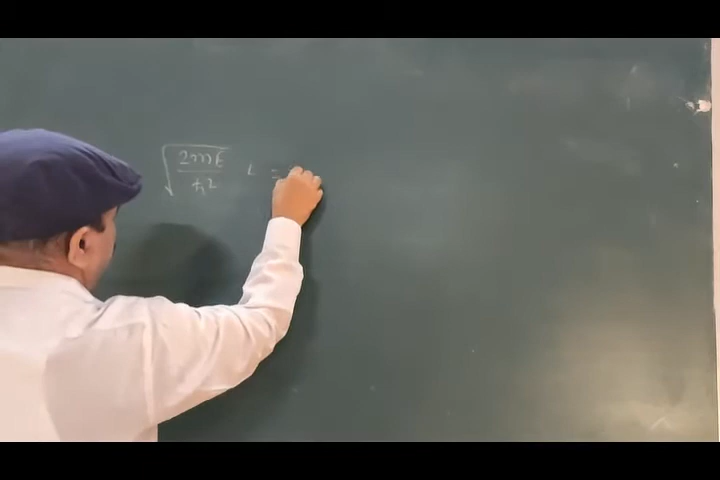 √(2mE/ħ²) L =